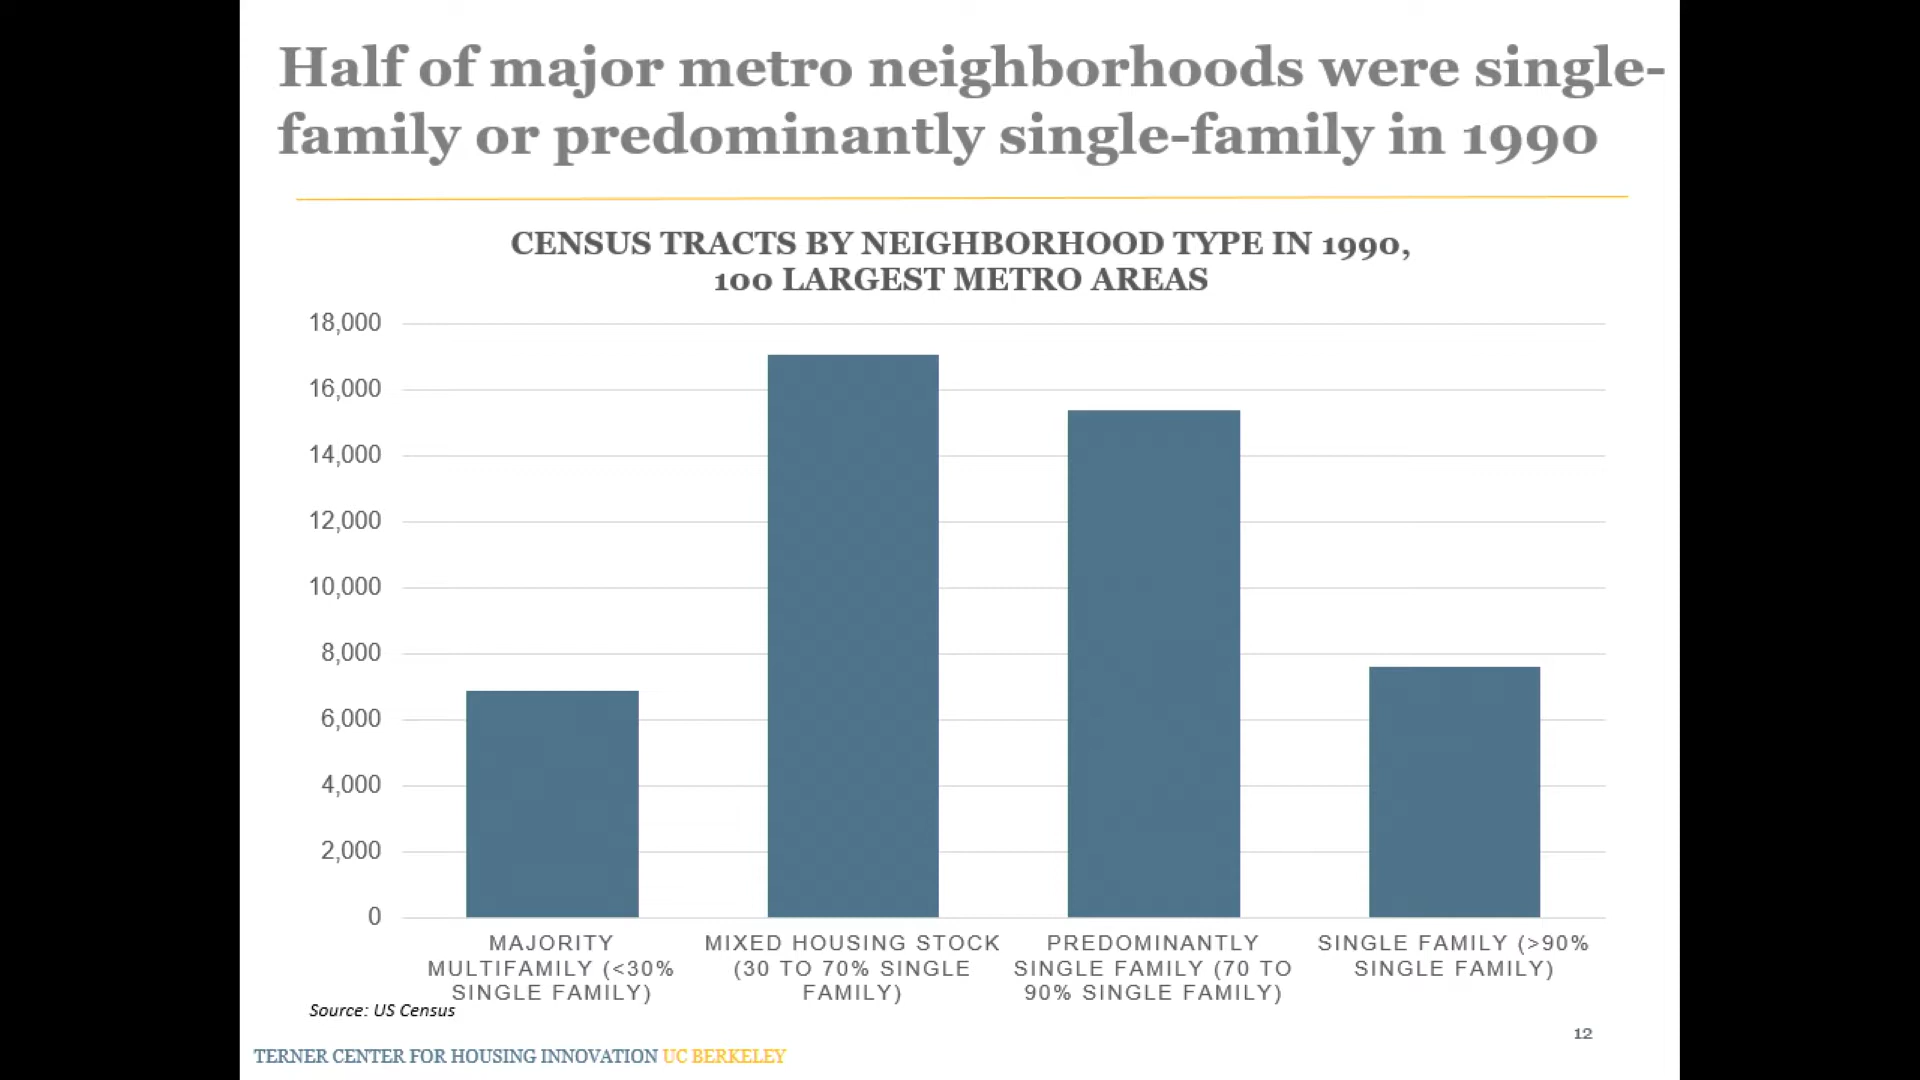 Half of major metro neighborhoods were single-
family or predominantly single-family in 1990
CENSUS TRACTS BY NEIGHBORHOOD TYPE IN 1990,
100 LARGEST METRO AREAS
18,000
16,000
14,000
12,000
10,000
8,000
6,000
4,000
2,000
0
MAJORITY
MULTIFAMILY (<30%
SINGLE FAMILY)
MIXED HOUSING STOCK
(30 TO 70% SINGLE
FAMILY)
PREDOMINANTLY
SINGLE FAMILY (70 TO
90% SINGLE FAMILY)
SINGLE FAMILY (>90%
SINGLE FAMILY)
Source: US Census
12
TERNER CENTER FOR HOUSING INNOVATION UC BERKELEY